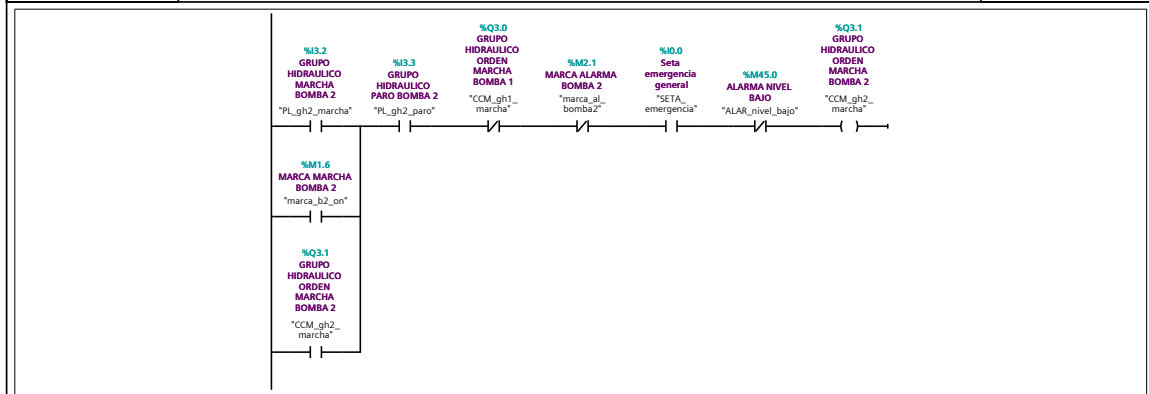 %I3.2
GRUPO
HIDRAULICO
MARCHA
BOMBA 2
"PL_gh2_marcha"
%I3.3
GRUPO
HIDRAULICO
PARO BOMBA 2
"PL_gh2_paro"
%Q3.0
GRUPO
HIDRAULICO
ORDEN
MARCHA
BOMBA 1
"CCM_gh1_
marcha"
%M2.1
MARCA ALARMA
BOMBA 2
"marca_al_
bomba2"
%I0.0
Seta
emergencia
general
"SETA_
emergencia"
%M45.0
ALARMA NIVEL
BAJO
"ALAR_nivel_bajo"
%Q3.1
GRUPO
HIDRAULICO
ORDEN
MARCHA
BOMBA 2
"CCM_gh2_
marcha"
%M1.6
MARCA MARCHA
BOMBA 2
"marca_b2_on"
%Q3.1
GRUPO
HIDRAULICO
ORDEN
MARCHA
BOMBA 2
"CCM_gh2_
marcha"